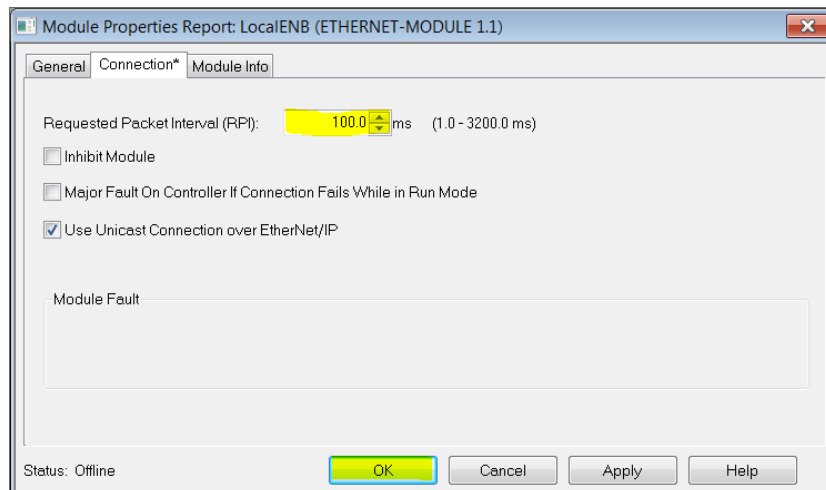 Module Properties Report: LocalENB (ETHERNET-MODULE 1.1)
General Connection* Module Info
Requested Packet Interval (RPI): 100.0 ms (1.0 - 3200.0 ms)
Inhibit Module
Major Fault On Controller If Connection Fails While in Run Mode
Use Unicast Connection over EtherNet/IP
Module Fault
Status: Offline OK Cancel Apply Help